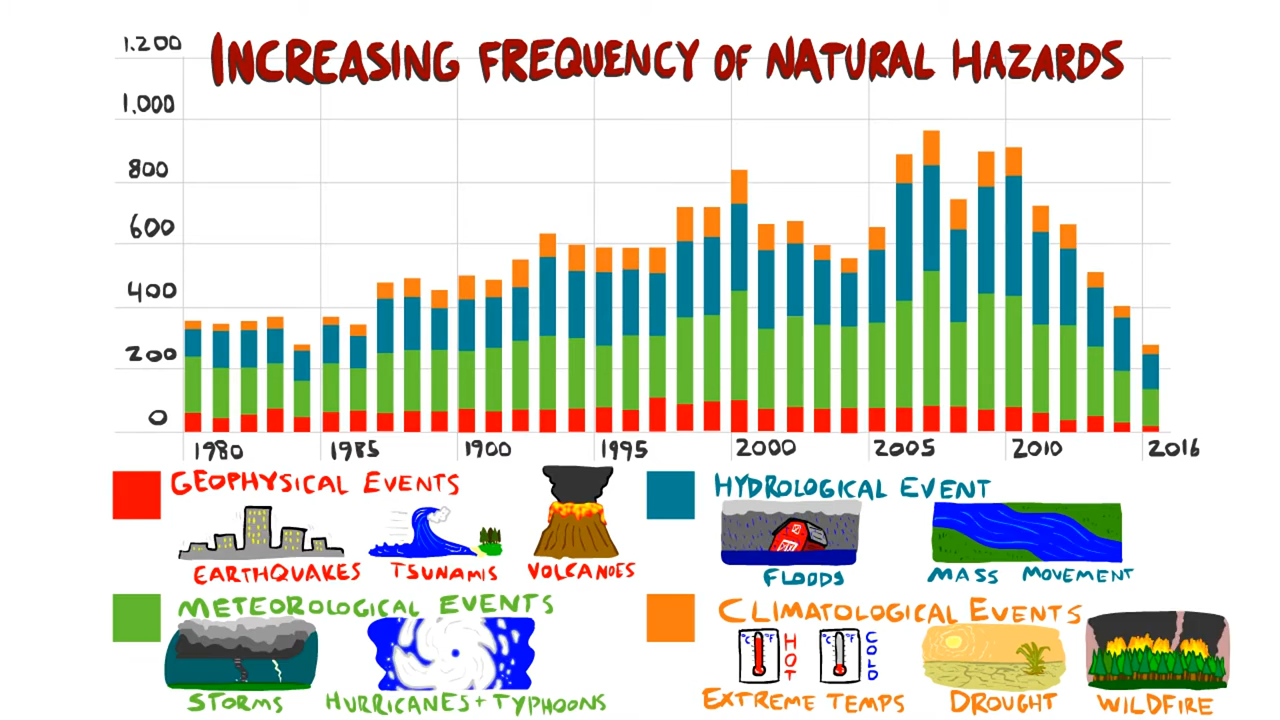 INCREASING FREQUENCY OF NATURAL HAZARDS
1.200
1,000
800
600
400
200
0
1980 1985 1900 1995 2000 2005 2010 2016
GEOPHYSICAL EVENTS
EARTHQUAKES TSUNAMIS VOLCANOES
HYDROLOGICAL EVENT
FLOODS MASS MOVEMENT
METEOROLOGICAL EVENTS
STORMS HURRICANES + TYPHOONS
CLIMATOLOGICAL EVENTS
°C °F HOT °C °F COLD
EXTREME TEMPS DROUGHT WILDFIRE